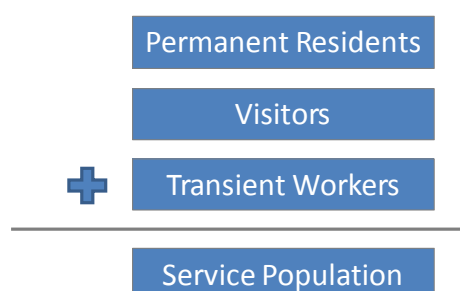 Permanent Residents
Visitors
Transient Workers
Service Population